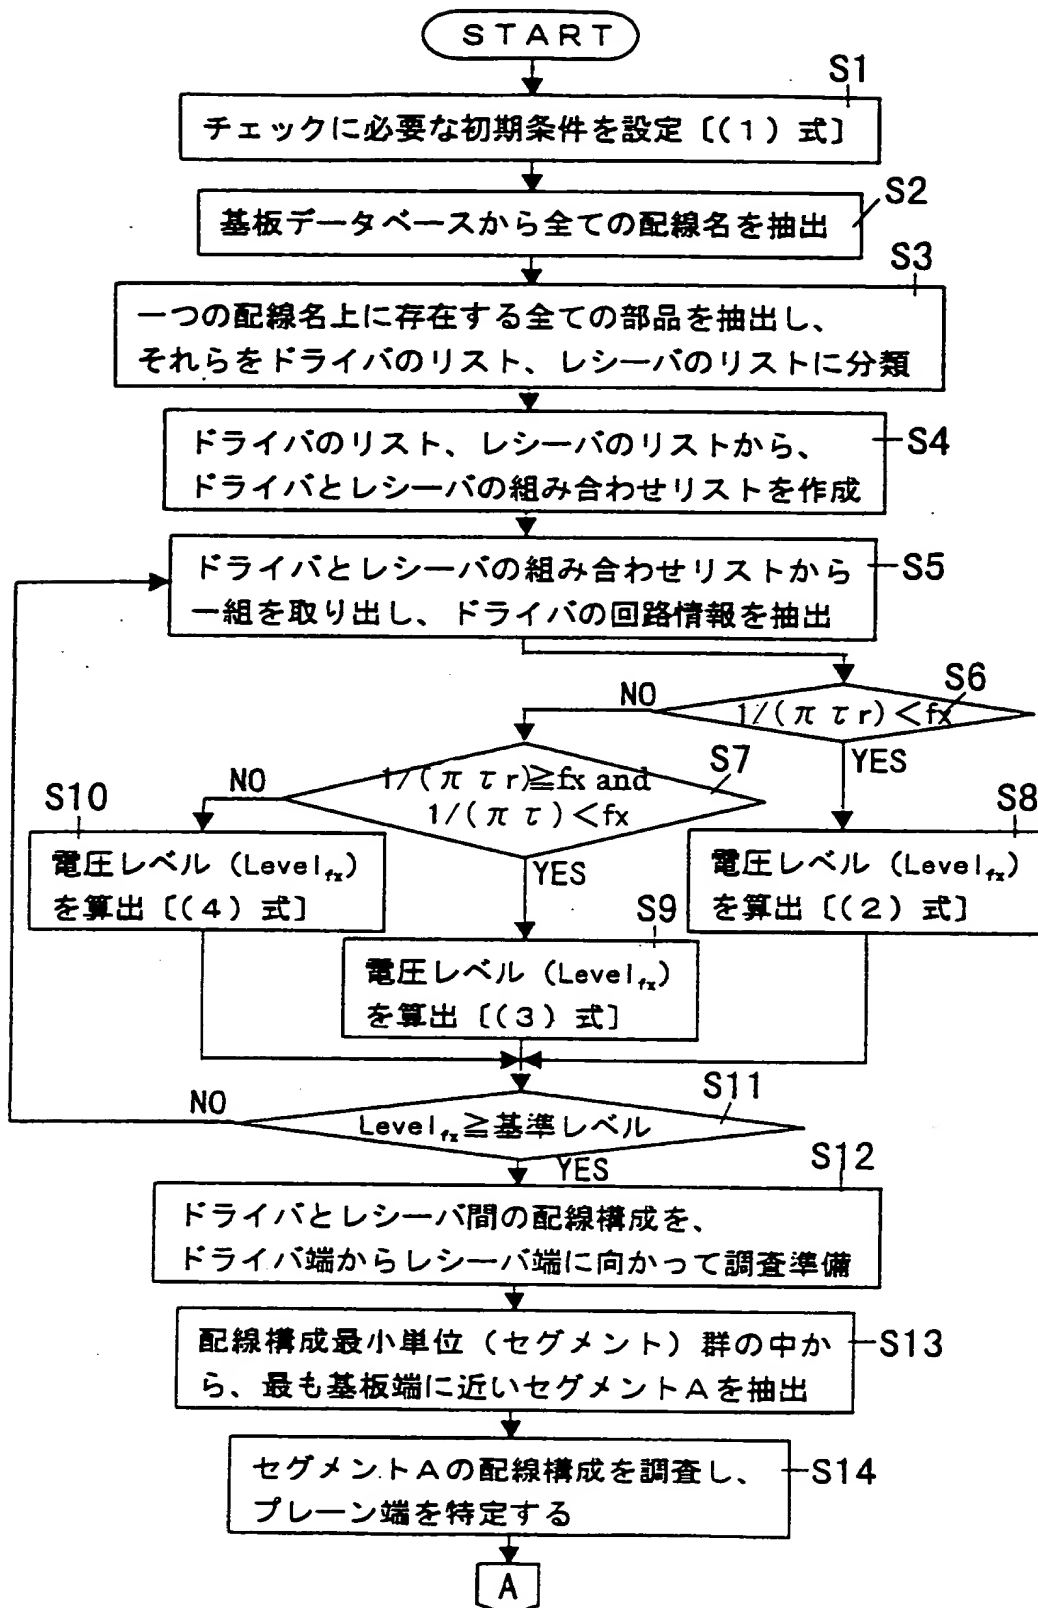 START
S1
チェックに必要な初期条件を設定〔(1)式〕
S2
基板データベースから全ての配線名を抽出
S3
一つの配線名上に存在する全ての部品を抽出し、
それらをドライバのリスト、レシーバのリストに分類
ドライバのリスト、レシーバのリストから、
ドライバとレシーバの組み合わせリストを作成
S4
ドライバとレシーバの組み合わせリストから
一組を取り出し、ドライバの回路情報を抽出
S5
S6
1/(πτr)<fx
NO
YES
S7
1/(πτr)≧fx and
1/(πτ)<fx
NO
YES
S10
電圧レベル(Levelfx)
を算出〔(4)式〕
S8
電圧レベル(Levelfx)
を算出〔(2)式〕
S9
電圧レベル(Levelfx)
を算出〔(3)式〕
S11
NO
Levelfx≧基準レベル
YES
S12
ドライバとレシーバ間の配線構成を、
ドライバ端からレシーバ端に向かって調査準備
配線構成最小単位(セグメント)群の中か
ら、最も基板端に近いセグメントAを抽出
S13
セグメントAの配線構成を調査し、
プレーン端を特定する
S14
A